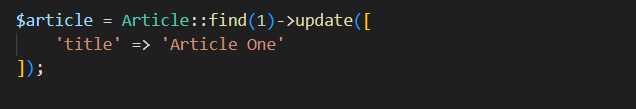 $article = Article::find(1)->update([
    'title' => 'Article One'
]);